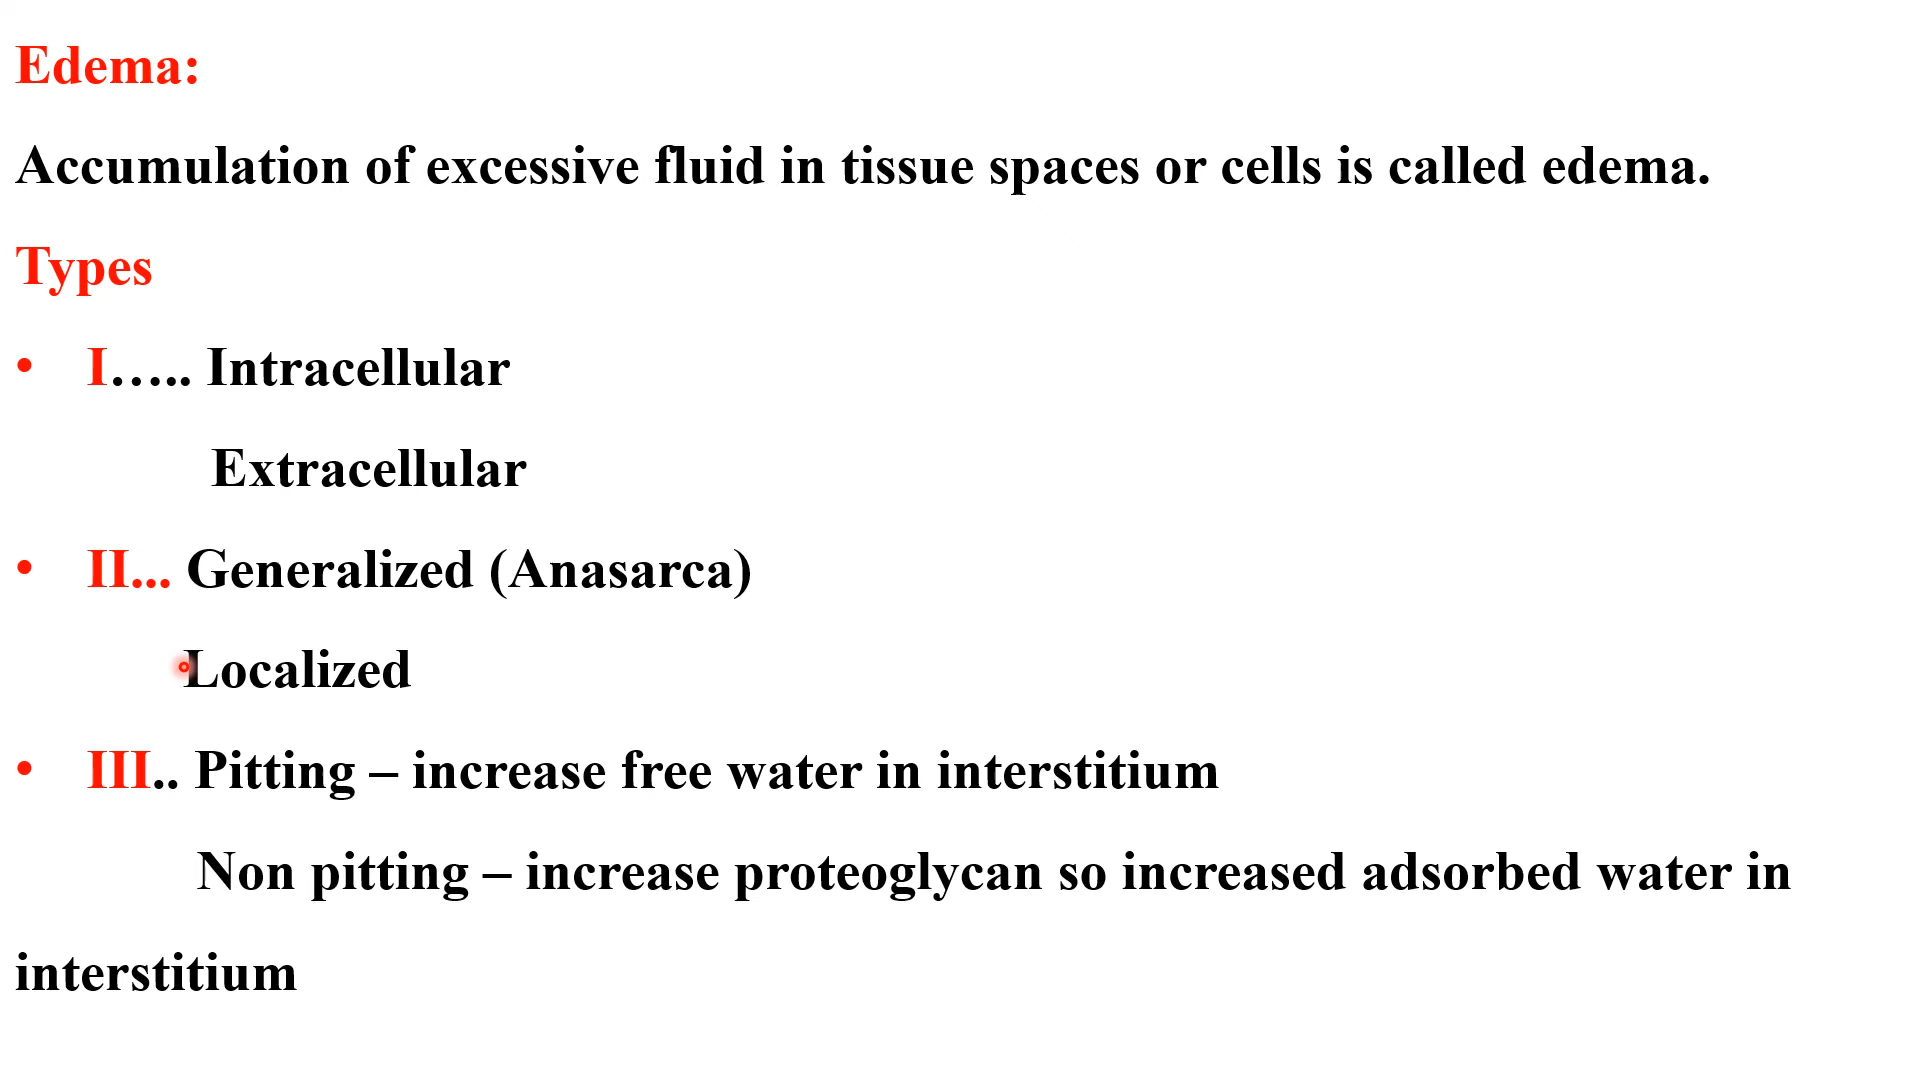 Edema:
Accumulation of excessive fluid in tissue spaces or cells is called edema.
Types
• I….. Intracellular
Extracellular
• II... Generalized (Anasarca)
Localized
• III.. Pitting – increase free water in interstitium
Non pitting – increase proteoglycan so increased adsorbed water in
interstitium